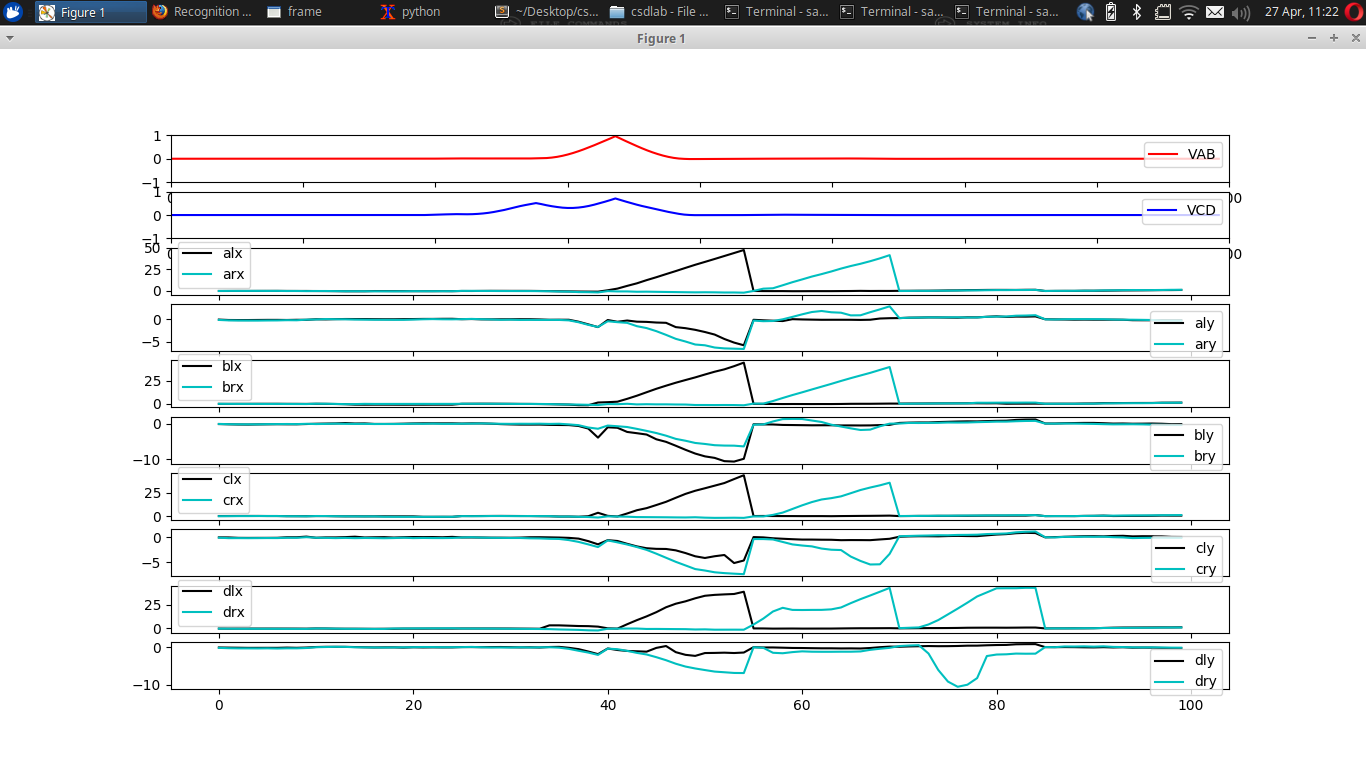 Figure 1 Recognition ... frame python ~/Desktop/cs... csdlab - File ... Terminal - sa... Terminal - sa... Terminal - sa... 27 Apr, 11:22
Figure 1
1
0
−1
VAB
00
1
0
−1
VCD
00
50
25
0
alx
arx
0
−5
aly
ary
25
0
blx
brx
0
−10
bly
bry
25
0
clx
crx
0
−5
cly
cry
25
0
dlx
drx
0
−10
dly
dry
0 20 40 60 80 100